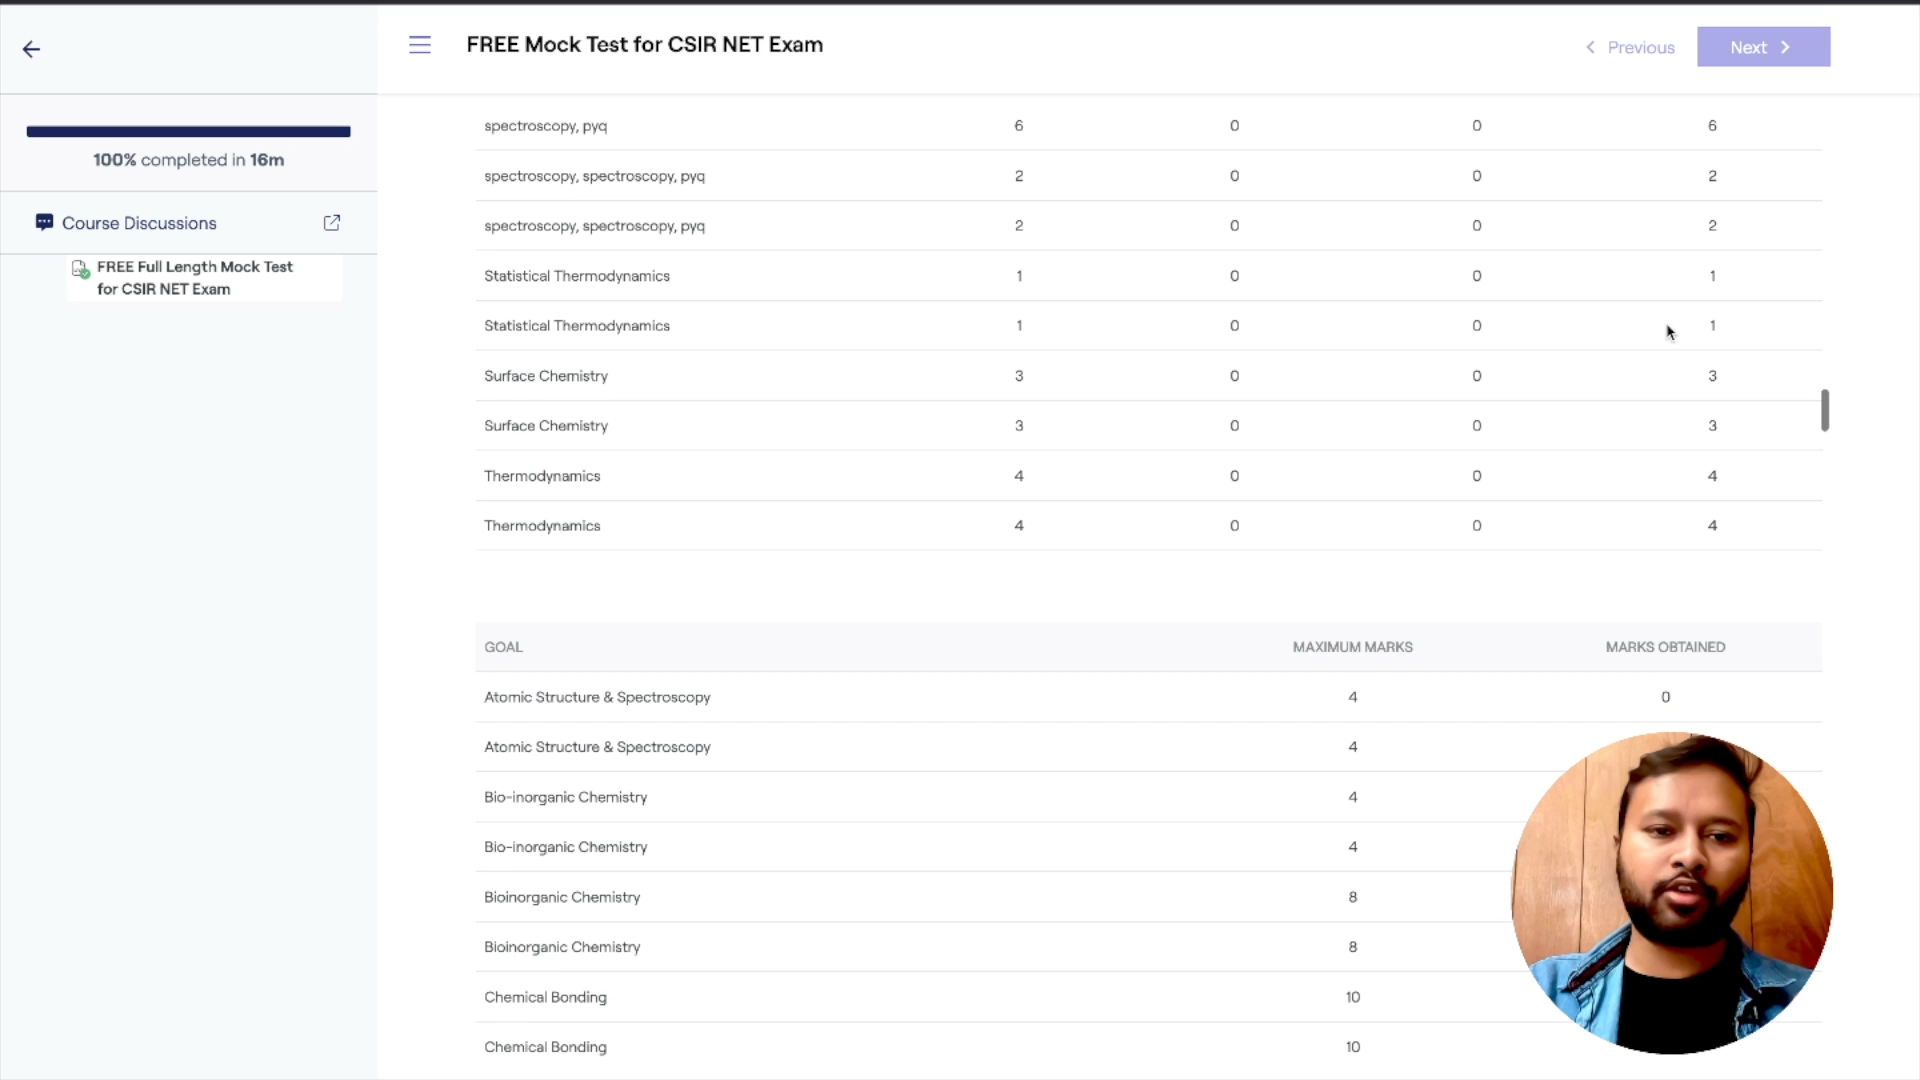 FREE Mock Test for CSIR NET Exam
Previous
Next
100% completed in 16m
Course Discussions
FREE Full Length Mock Test
for CSIR NET Exam
spectroscopy, pyq 6 0 0 6
spectroscopy, spectroscopy, pyq 2 0 0 2
spectroscopy, spectroscopy, pyq 2 0 0 2
Statistical Thermodynamics 1 0 0 1
Statistical Thermodynamics 1 0 0 1
Surface Chemistry 3 0 0 3
Surface Chemistry 3 0 0 3
Thermodynamics 4 0 0 4
Thermodynamics 4 0 0 4
GOAL MAXIMUM MARKS MARKS OBTAINED
Atomic Structure & Spectroscopy 4 0
Atomic Structure & Spectroscopy 4
Bio-inorganic Chemistry 4
Bio-inorganic Chemistry 4
Bioinorganic Chemistry 8
Bioinorganic Chemistry 8
Chemical Bonding 10
Chemical Bonding 10